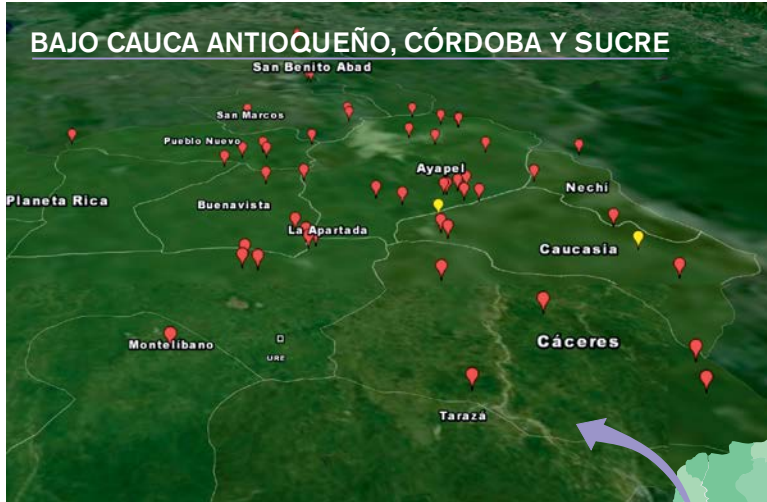 BAJO CAUCA ANTIOQUEÑO, CÓRDOBA Y SUCRE
San Benito Abad
San Marcos
Pueblo Nuevo
Ayapel
Nechí
Planeta Rica
Buenavista
La Apartada
Caucasia
Montelíbano
URE
Cáceres
Tarazá